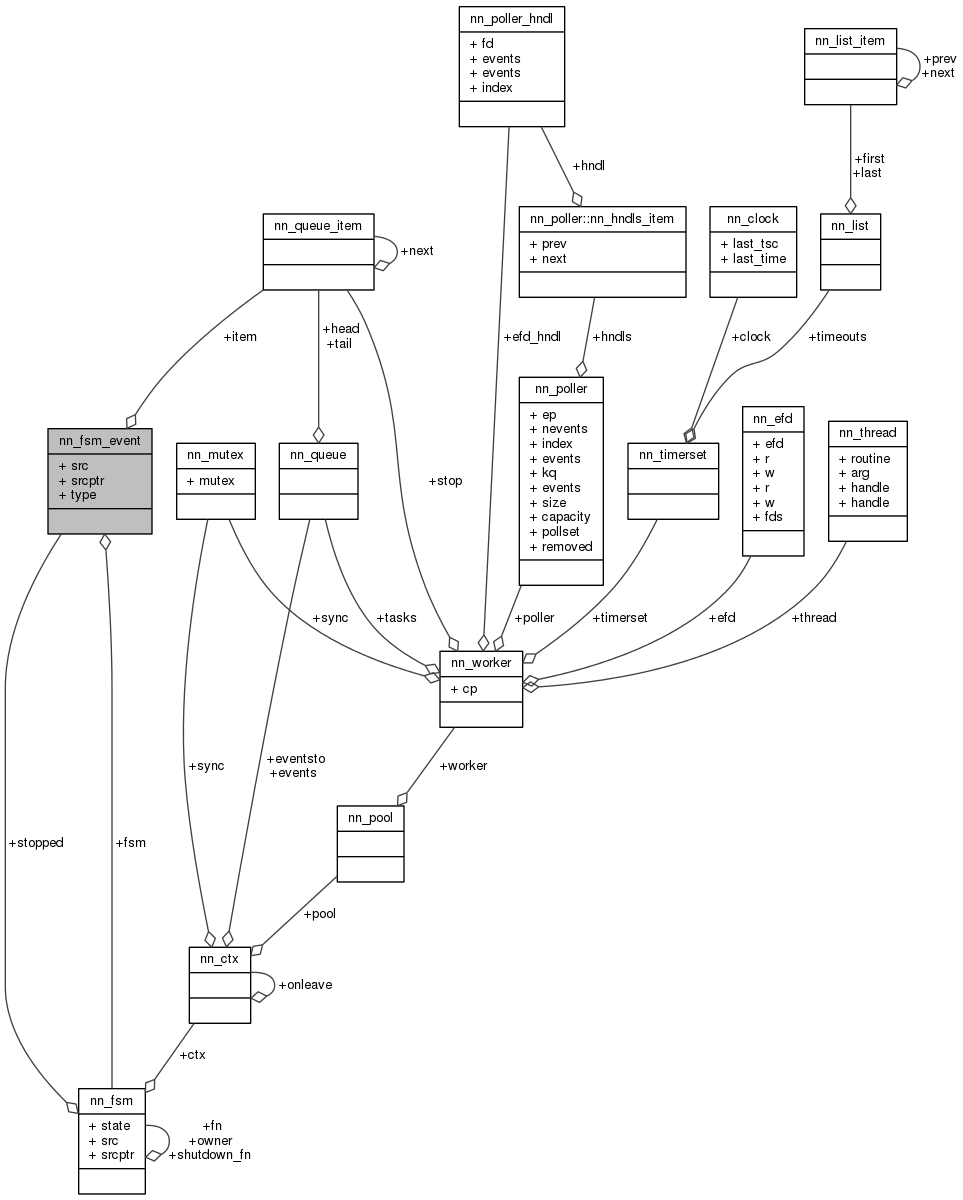 nn_poller_hndl
+ fd
+ events
+ events
+ index
nn_list_item
+prev
+next
+hndl
+first
+last
nn_queue_item
+next
nn_poller::nn_hndls_item
+ prev
+ next
nn_clock
+ last_tsc
+ last_time
nn_list
+item
+head
+tail
+efd_hndl
+hndls
+clock
+timeouts
nn_fsm_event
+ src
+ srcptr
+ type
nn_mutex
+ mutex
nn_queue
+stop
nn_poller
+ ep
+ nevents
+ index
+ events
+ kq
+ events
+ size
+ capacity
+ pollset
+ removed
nn_timerset
nn_efd
+ efd
+ r
+ w
+ r
+ w
+ fds
nn_thread
+ routine
+ arg
+ handle
+ handle
+sync
+tasks
+poller
+timerset
+efd
+thread
nn_worker
+ cp
+sync
+eventsto
+events
+worker
nn_pool
+stopped
+fsm
+pool
nn_ctx
+onleave
+ctx
nn_fsm
+ state
+ src
+ srcptr
+fn
+owner
+shutdown_fn